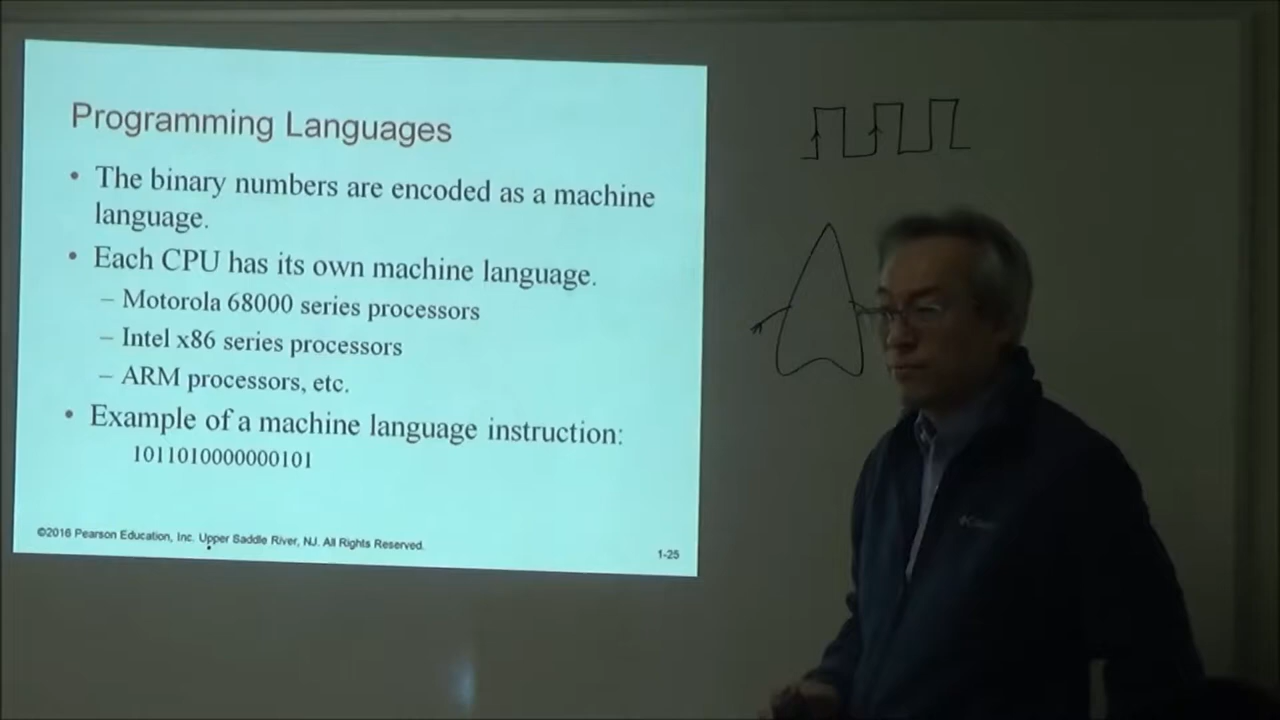 Programming Languages
• The binary numbers are encoded as a machine
language.
• Each CPU has its own machine language.
– Motorola 68000 series processors
– Intel x86 series processors
– ARM processors, etc.
• Example of a machine language instruction:
1011010000000101
©2016 Pearson Education, Inc. Upper Saddle River, NJ. All Rights Reserved.
1-25
Columbia